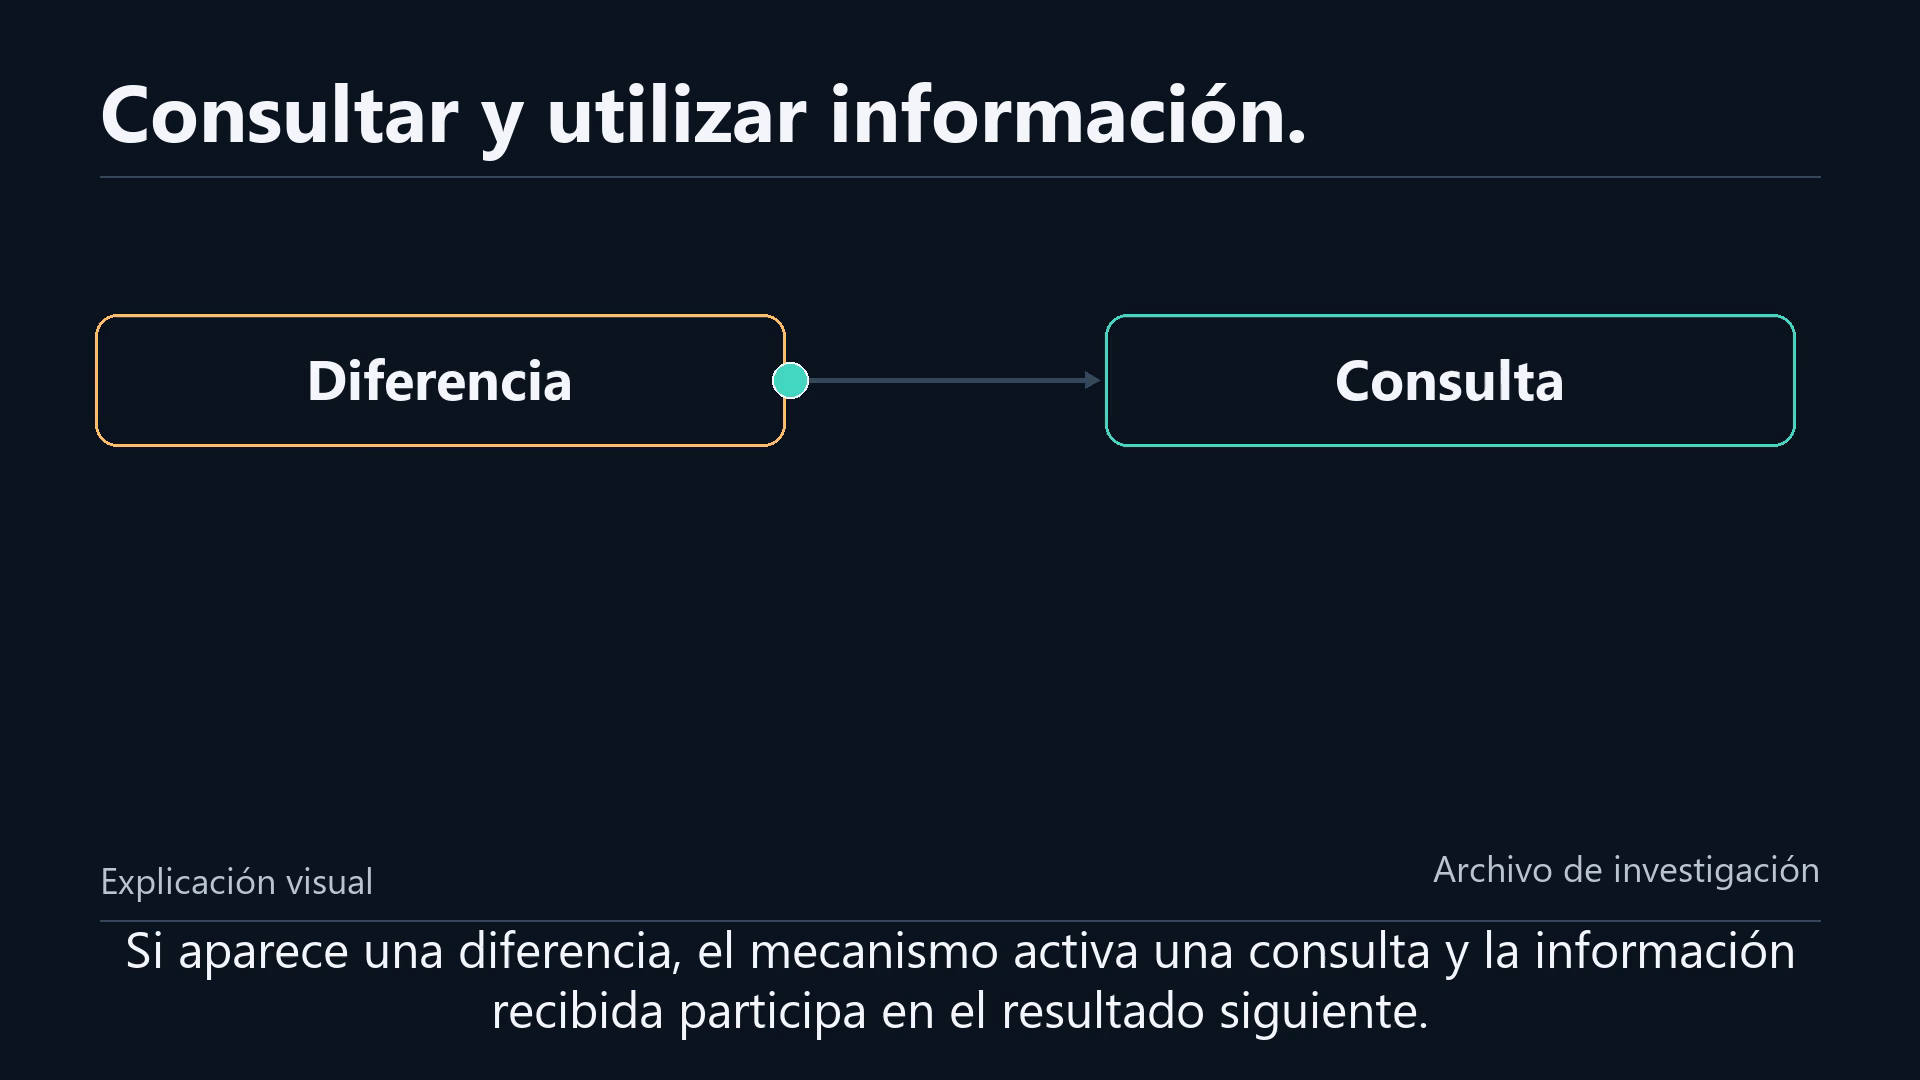 Consultar y utilizar información.
Diferencia
Consulta
Explicación visual
Archivo de investigación
Si aparece una diferencia, el mecanismo activa una consulta y la información
recibida participa en el resultado siguiente.